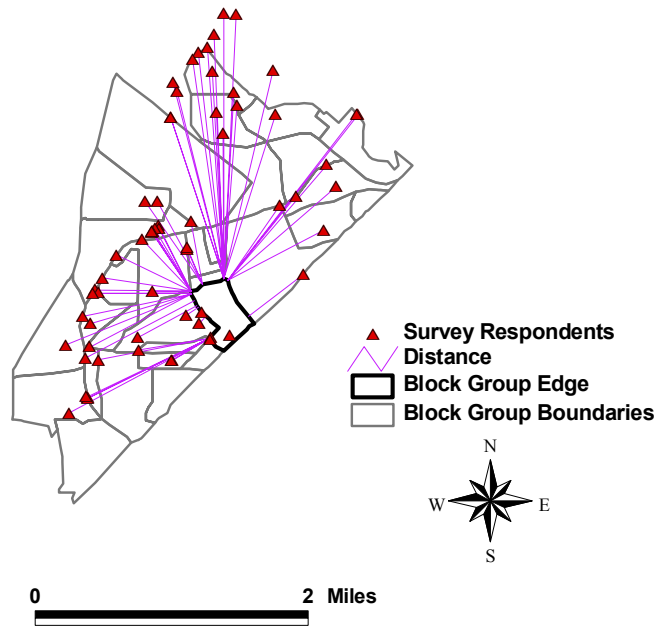 Survey Respondents
Distance
Block Group Edge
Block Group Boundaries
N
W E
S
0 2 Miles